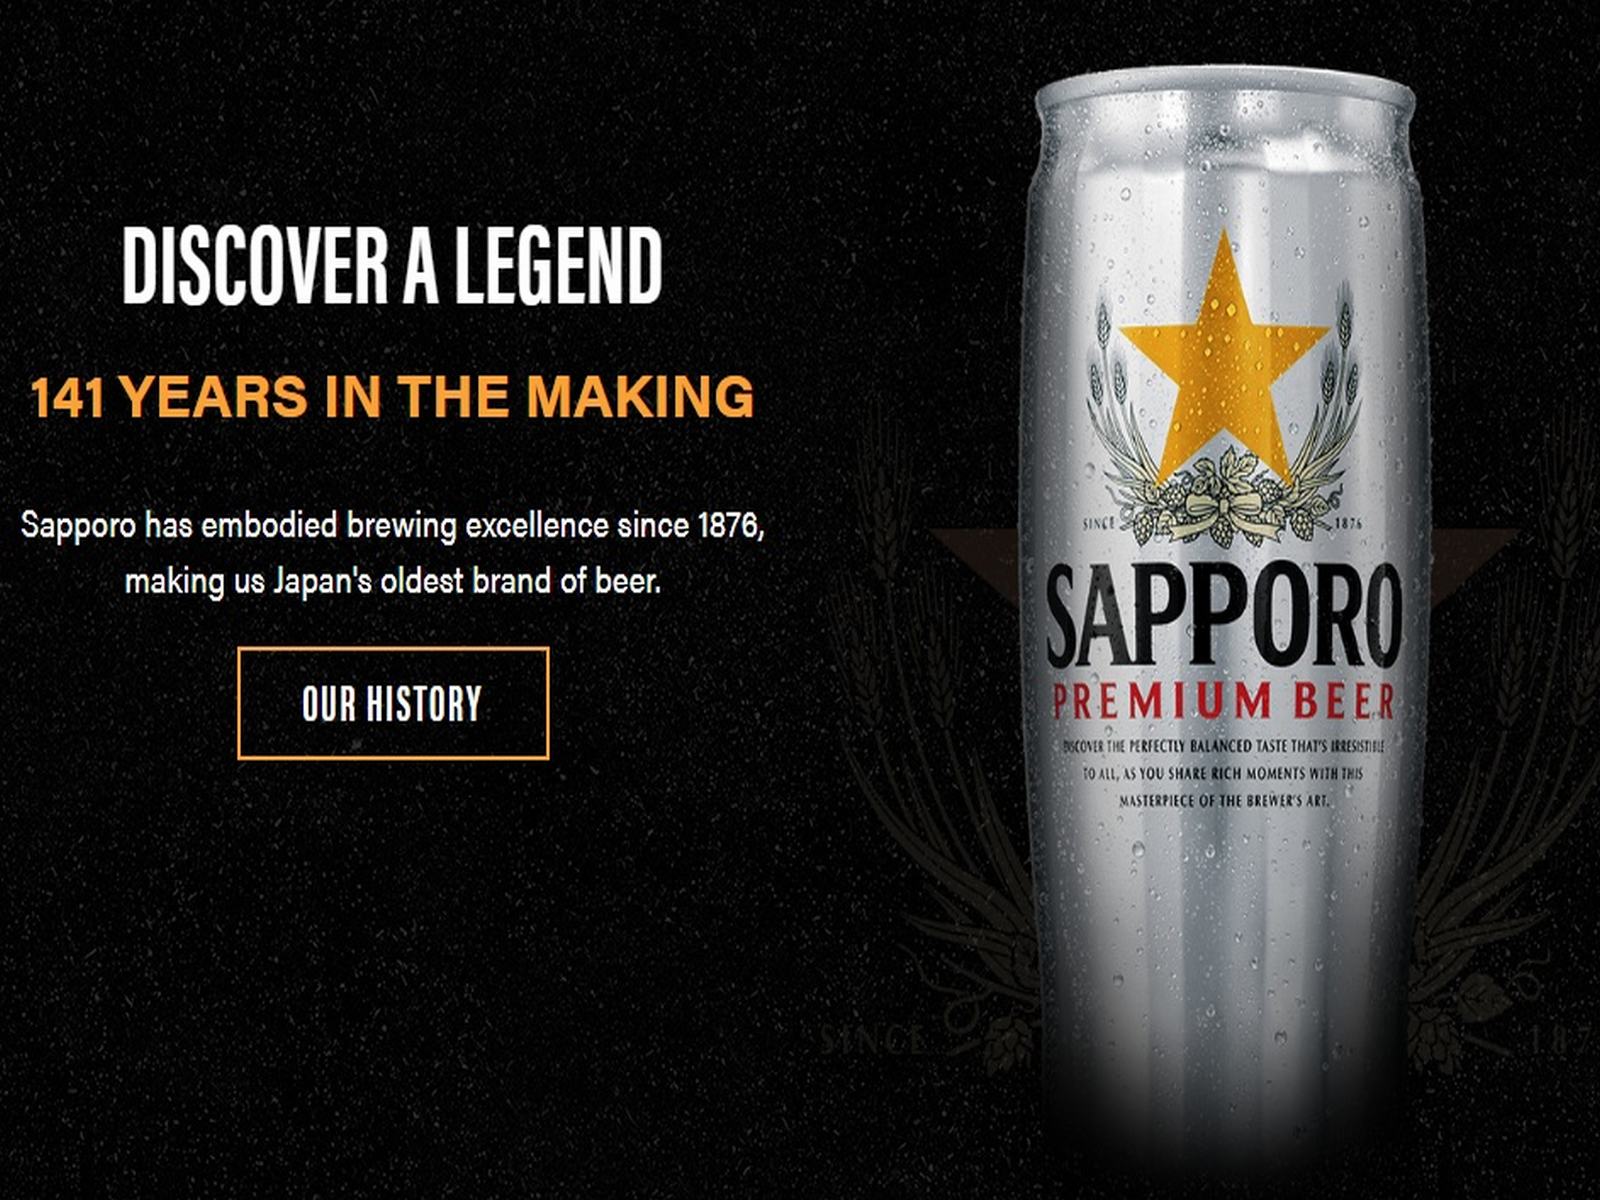 DISCOVER A LEGEND
141 YEARS IN THE MAKING
Sapporo has embodied brewing excellence since 1876,
making us Japan's oldest brand of beer.
OUR HISTORY
SINCE 1876
SAPPORO
PREMIUM BEER
DISCOVER THE PERFECTLY BALANCED TASTE THAT'S IRRESISTIBLE
TO ALL, AS YOU SHARE RICH MOMENTS WITH THIS
MASTERPIECE OF THE BREWER'S ART.
SINCE 187